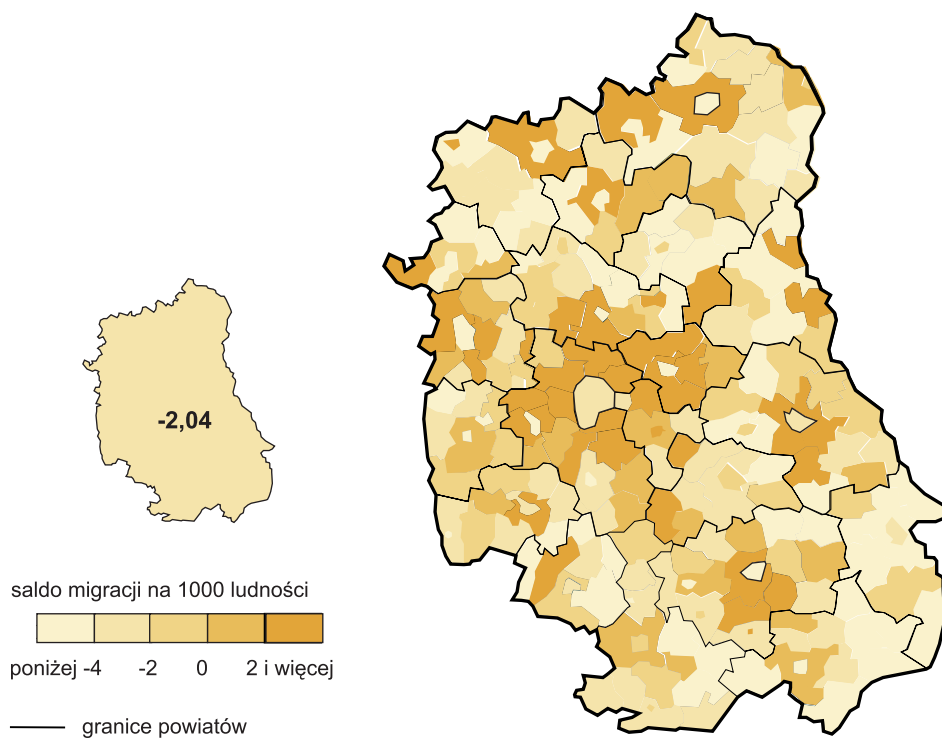 -2,04
saldo migracji na 1000 ludności
poniżej -4 -2 0 2 i więcej
granice powiatów